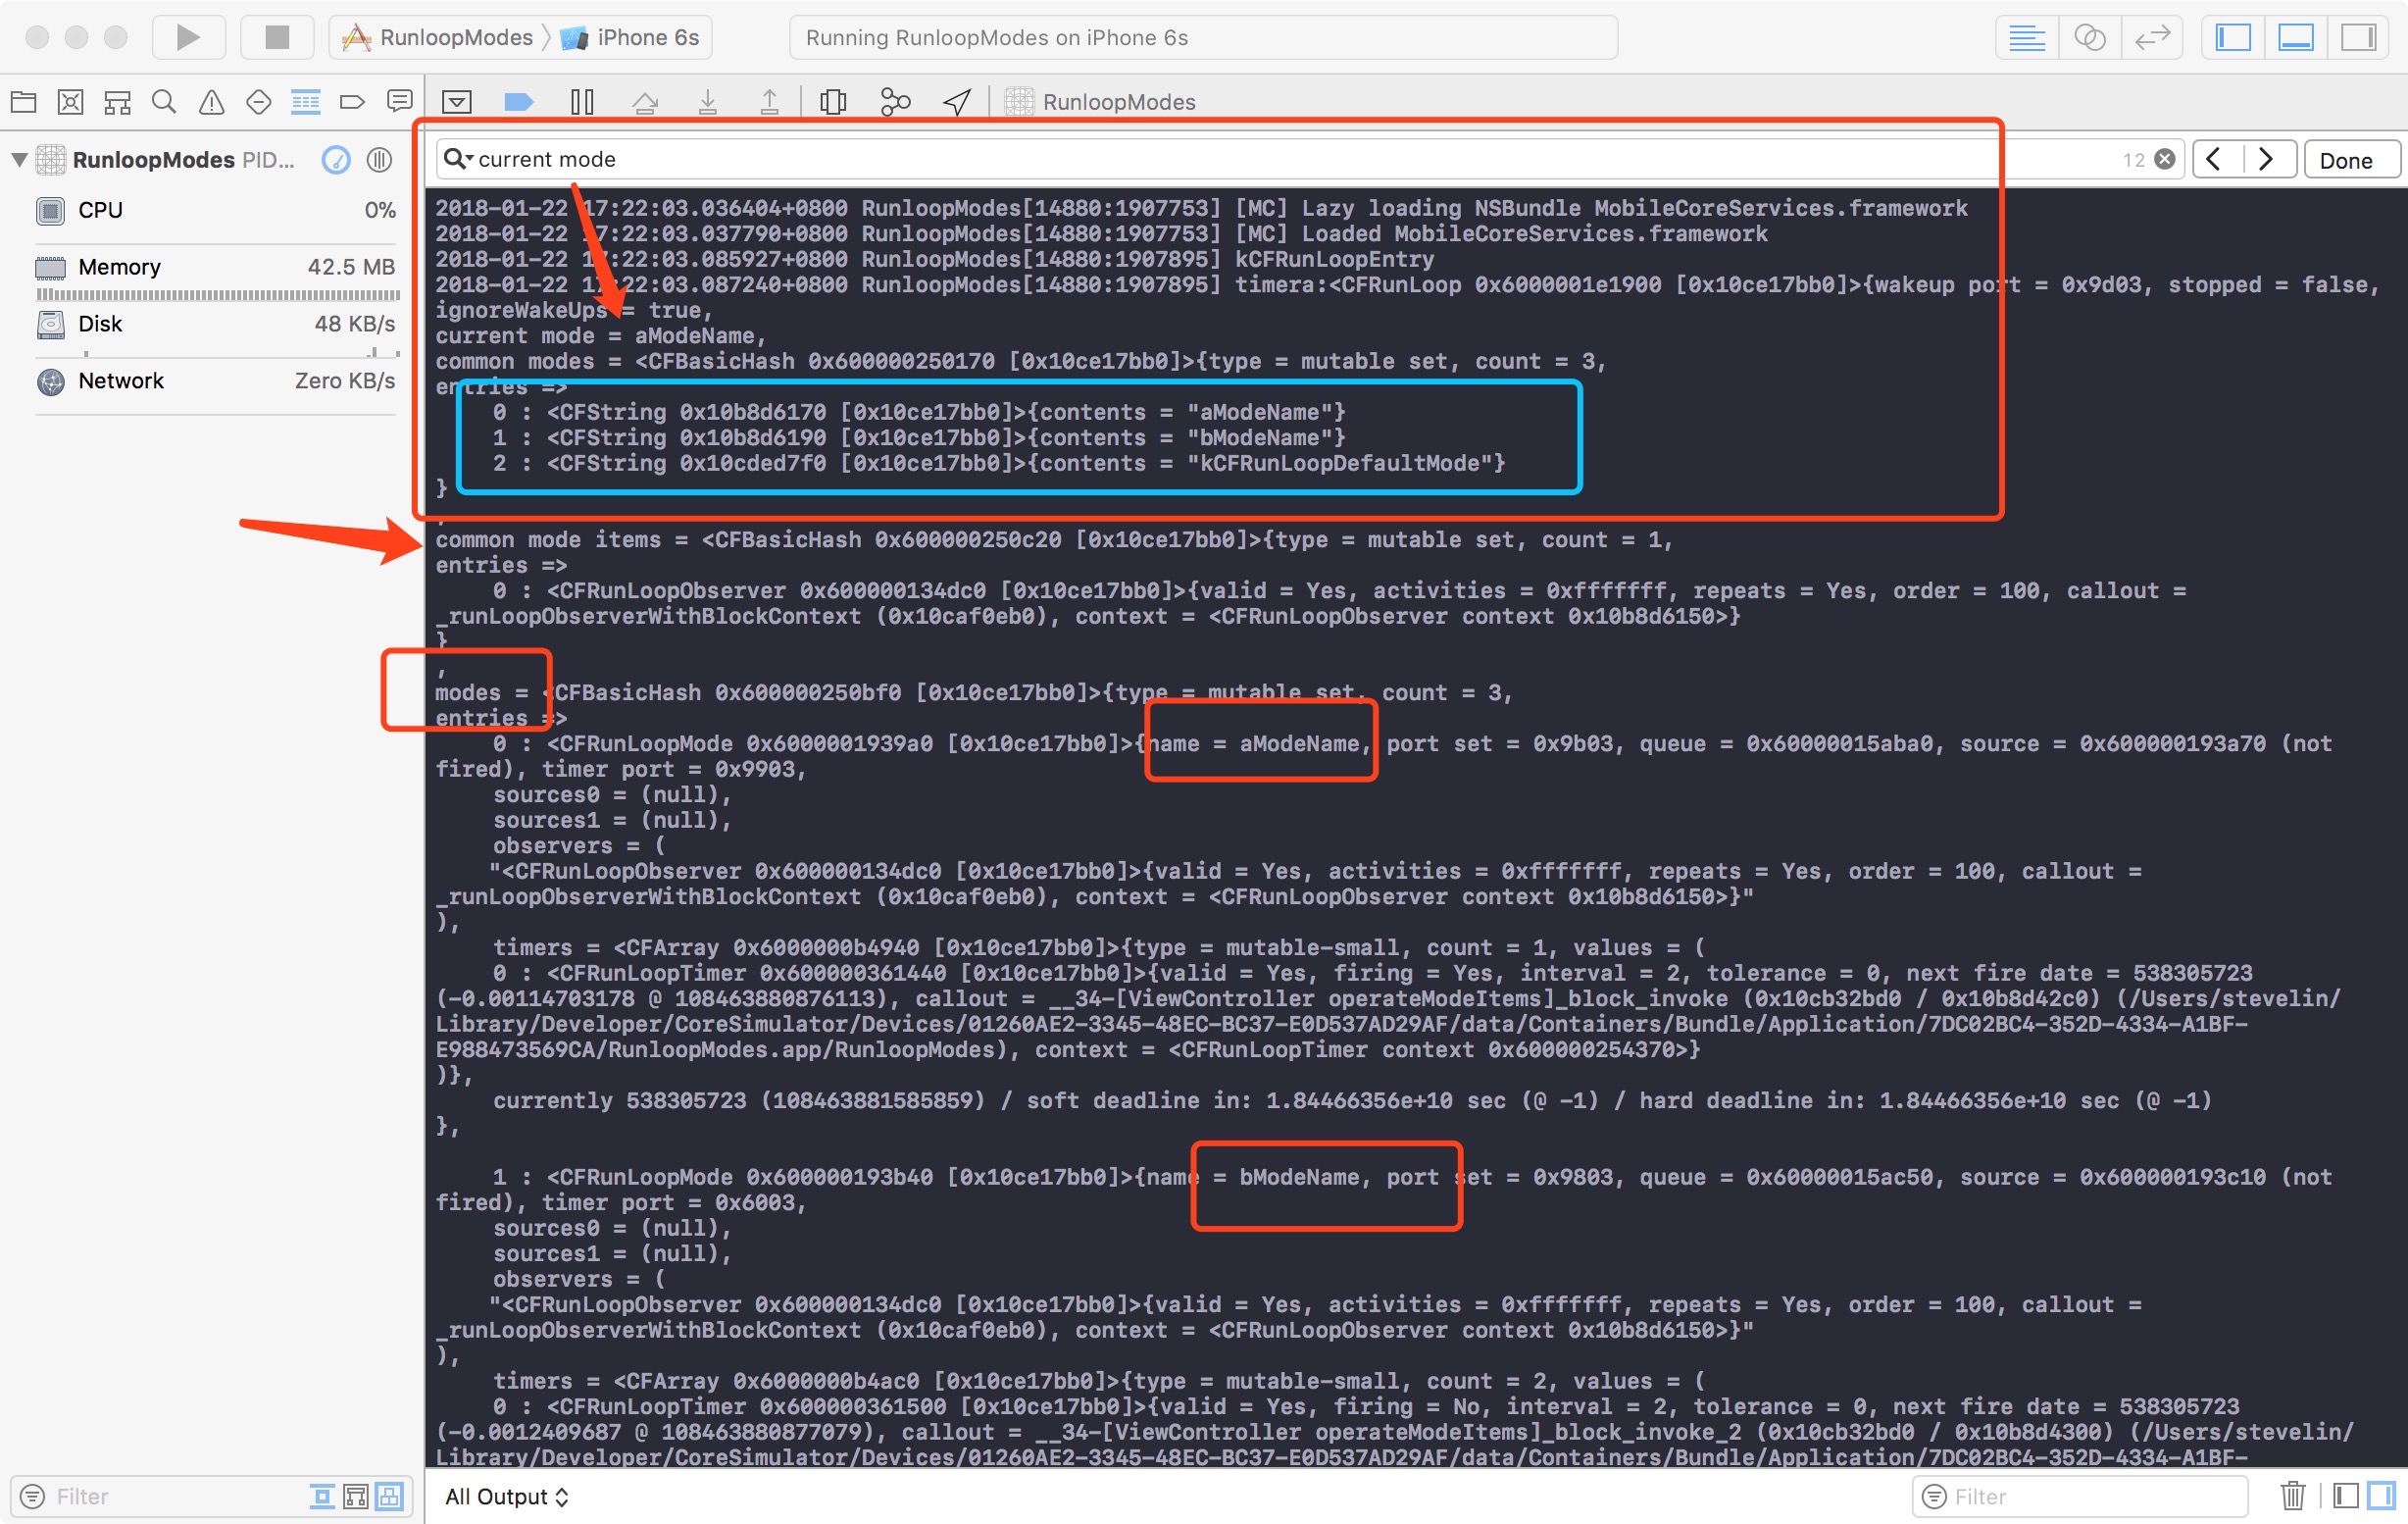 RunloopModes
iPhone 6s
Running RunloopModes on iPhone 6s
RunloopModes
RunloopModes PID...
CPU 0%
Memory 42.5 MB
Disk 48 KB/s
Network Zero KB/s
current mode
12
Done
2018-01-22 17:22:03.036404+0800 RunloopModes[14880:1907753] [MC] Lazy loading NSBundle MobileCoreServices.framework
2018-01-22 17:22:03.037790+0800 RunloopModes[14880:1907753] [MC] Loaded MobileCoreServices.framework
2018-01-22 17:22:03.085927+0800 RunloopModes[14880:1907895] kCFRunLoopEntry
2018-01-22 17:22:03.087240+0800 RunloopModes[14880:1907895] timera:<CFRunLoop 0x6000001e1900 [0x10ce17bb0]>{wakeup port = 0x9d03, stopped = false,
ignoreWakeUps = true,
current mode = aModeName,
common modes = <CFBasicHash 0x600000250170 [0x10ce17bb0]>{type = mutable set, count = 3,
entries =>
0 : <CFString 0x10b8d6170 [0x10ce17bb0]>{contents = "aModeName"}
1 : <CFString 0x10b8d6190 [0x10ce17bb0]>{contents = "bModeName"}
2 : <CFString 0x10cded7f0 [0x10ce17bb0]>{contents = "kCFRunLoopDefaultMode"}
}
,
common mode items = <CFBasicHash 0x600000250c20 [0x10ce17bb0]>{type = mutable set, count = 1,
entries =>
0 : <CFRunLoopObserver 0x600000134dc0 [0x10ce17bb0]>{valid = Yes, activities = 0xfffffff, repeats = Yes, order = 100, callout =
_runLoopObserverWithBlockContext (0x10caf0eb0), context = <CFRunLoopObserver context 0x10b8d6150>}
}
,
modes = <CFBasicHash 0x600000250bf0 [0x10ce17bb0]>{type = mutable set, count = 3,
entries =>
0 : <CFRunLoopMode 0x6000001939a0 [0x10ce17bb0]>{name = aModeName, port set = 0x9b03, queue = 0x60000015aba0, source = 0x600000193a70 (not
fired), timer port = 0x9903,
sources0 = (null),
sources1 = (null),
observers = (
"<CFRunLoopObserver 0x600000134dc0 [0x10ce17bb0]>{valid = Yes, activities = 0xfffffff, repeats = Yes, order = 100, callout =
_runLoopObserverWithBlockContext (0x10caf0eb0), context = <CFRunLoopObserver context 0x10b8d6150>}"
),
timers = <CFArray 0x6000000b4940 [0x10ce17bb0]>{type = mutable-small, count = 1, values = (
0 : <CFRunLoopTimer 0x600000361440 [0x10ce17bb0]>{valid = Yes, firing = Yes, interval = 2, tolerance = 0, next fire date = 538305723
(-0.00114703178 @ 108463880876113), callout = __34-[ViewController operateModeItems]_block_invoke (0x10cb32bd0 / 0x10b8d42c0) (/Users/stevelin/
Library/Developer/CoreSimulator/Devices/01260AE2-3345-48EC-BC37-E0D537AD29AF/data/Containers/Bundle/Application/7DC02BC4-352D-4334-A1BF-
E988473569CA/RunloopModes.app/RunloopModes), context = <CFRunLoopTimer context 0x600000254370>}
)},
currently 538305723 (108463881585859) / soft deadline in: 1.84466356e+10 sec (@ -1) / hard deadline in: 1.84466356e+10 sec (@ -1)
},
1 : <CFRunLoopMode 0x600000193b40 [0x10ce17bb0]>{name = bModeName, port set = 0x9803, queue = 0x60000015ac50, source = 0x600000193c10 (not
fired), timer port = 0x6003,
sources0 = (null),
sources1 = (null),
observers = (
"<CFRunLoopObserver 0x600000134dc0 [0x10ce17bb0]>{valid = Yes, activities = 0xfffffff, repeats = Yes, order = 100, callout =
_runLoopObserverWithBlockContext (0x10caf0eb0), context = <CFRunLoopObserver context 0x10b8d6150>}"
),
timers = <CFArray 0x6000000b4ac0 [0x10ce17bb0]>{type = mutable-small, count = 2, values = (
0 : <CFRunLoopTimer 0x600000361500 [0x10ce17bb0]>{valid = Yes, firing = No, interval = 2, tolerance = 0, next fire date = 538305723
(-0.0012409687 @ 108463880877079), callout = __34-[ViewController operateModeItems]_block_invoke_2 (0x10cb32bd0 / 0x10b8d4300) (/Users/stevelin/
Library/Developer/CoreSimulator/Devices/01260AE2-3345-48EC-BC37-E0D537AD29AF/data/Containers/Bundle/Application/7DC02BC4-352D-4334-A1BF-
Filter
All Output
Filter